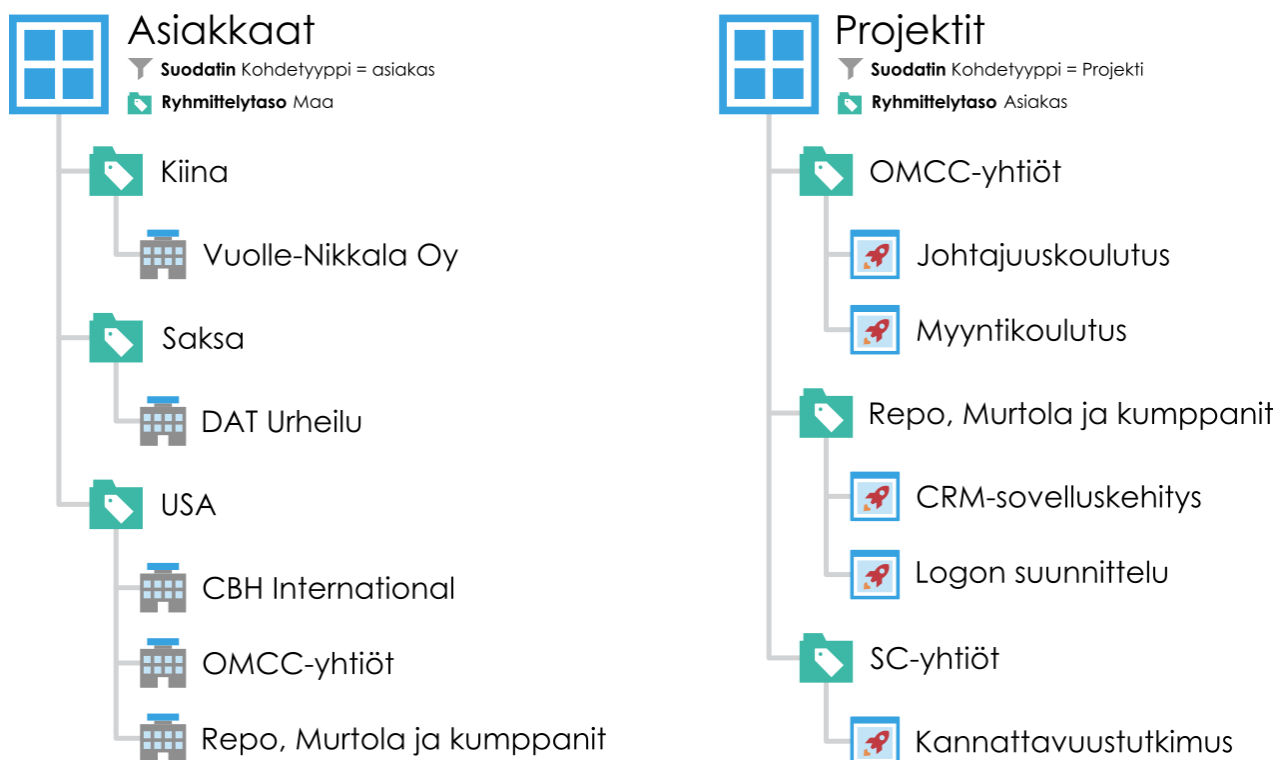 Asiakkaat
Suodatin Kohdetyyppi = asiakas
Ryhmittelytaso Maa
Kiina
Vuolle-Nikkala Oy
Saksa
DAT Urheilu
USA
CBH International
OMCC-yhtiöt
Repo, Murtola ja kumppanit
Projektit
Suodatin Kohdetyyppi = Projekti
Ryhmittelytaso Asiakas
OMCC-yhtiöt
Johtajuuskoulutus
Myyntikoulutus
Repo, Murtola ja kumppanit
CRM-sovelluskehitys
Logon suunnittelu
SC-yhtiöt
Kannattavuustutkimus